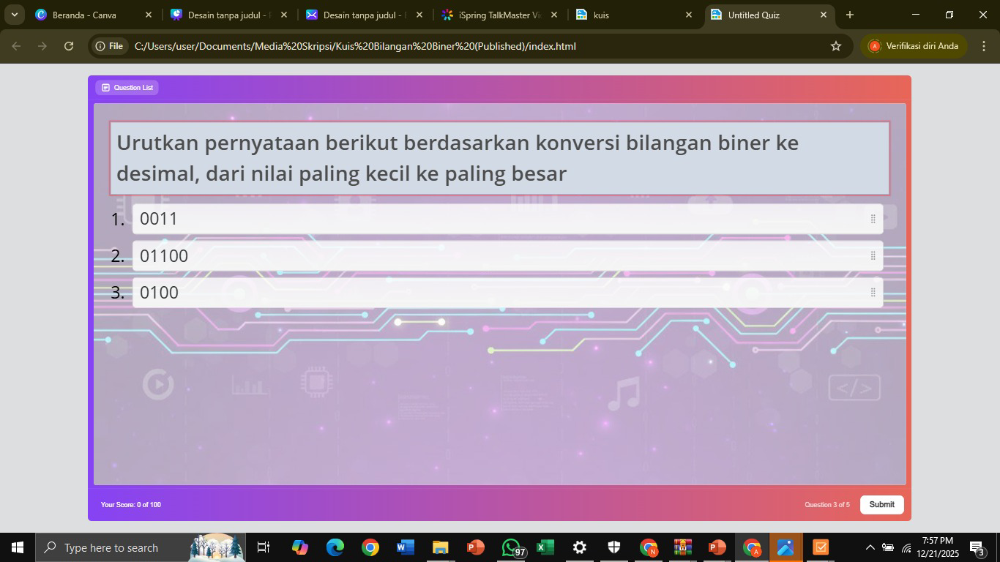 Beranda - Canva
Desain tanpa judul -
Desain tanpa judul -
iSpring TalkMaster Vi
kuis
Untitled Quiz
File
C:/Users/user/Documents/Media%20Skripsi/Kuis%20Bilangan%20Biner%20(Published)/index.html
Verifikasi diri Anda
Question List
Urutkan pernyataan berikut berdasarkan konversi bilangan biner ke
desimal, dari nilai paling kecil ke paling besar
1. 0011
2. 01100
3. 0100
</>
Your Score: 0 of 100
Question 3 of 5
Submit
Type here to search
97
7:57 PM
12/21/2025
3